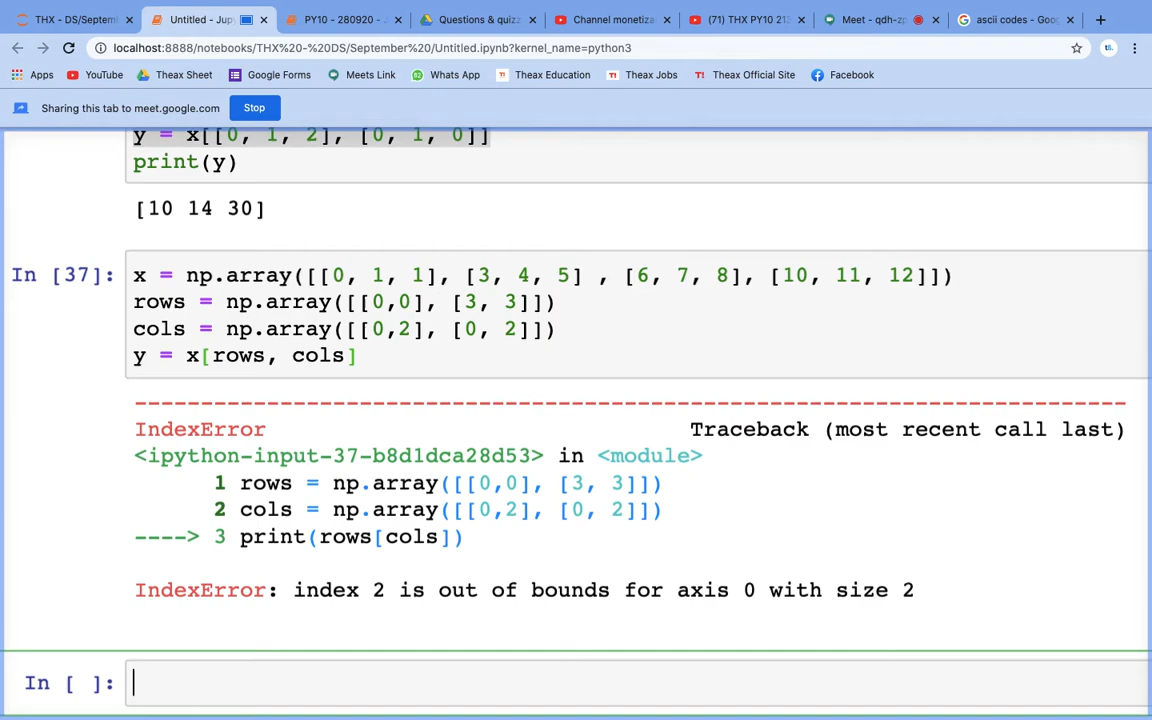 THX - DS/Septem
Untitled - Jup
PY10 - 280920 - J
Questions & quizz
Channel monetiza
(71) THX PY10 213
Meet - qdh-zp
ascii codes - Goo
localhost:8888/notebooks/THX%20-%20DS/September%20/Untitled.ipynb?kernel_name=python3
Apps YouTube Theax Sheet Google Forms Meets Link Whats App Theax Education Theax Jobs Theax Official Site Facebook
Sharing this tab to meet.google.com Stop
y = x[[0, 1, 2], [0, 1, 0]]
print(y)
[10 14 30]
In [37]: x = np.array([[0, 1, 1], [3, 4, 5] , [6, 7, 8], [10, 11, 12]])
rows = np.array([[0,0], [3, 3]])
cols = np.array([[0,2], [0, 2]])
y = x[rows, cols]
---------------------------------------------------------------------------
IndexError Traceback (most recent call last)
<ipython-input-37-b8d1dca28d53> in <module>
1 rows = np.array([[0,0], [3, 3]])
2 cols = np.array([[0,2], [0, 2]])
----> 3 print(rows[cols])
IndexError: index 2 is out of bounds for axis 0 with size 2
In [ ]: